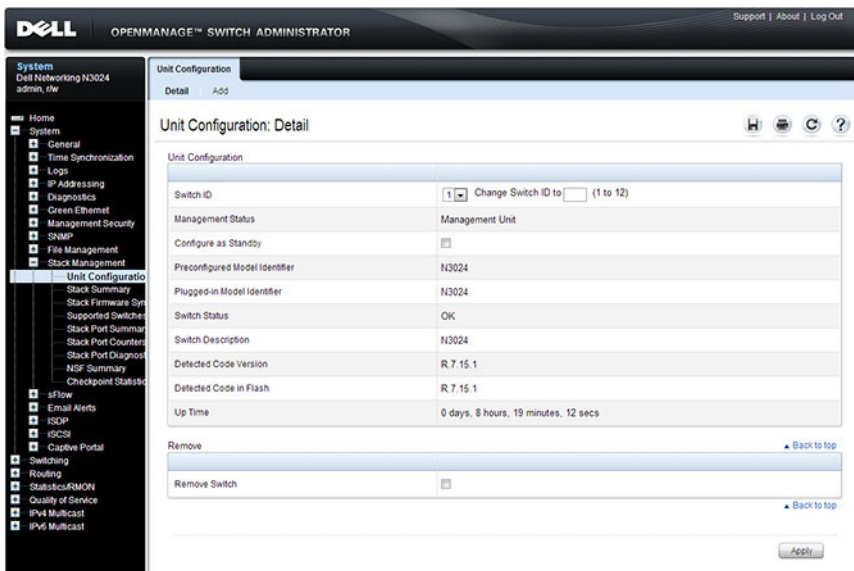 Support | About | Log Out
DELL OPENMANAGE™ SWITCH ADMINISTRATOR
System
Dell Networking N3024
admin, r/w
Home
System
General
Time Synchronization
Logs
IP Addressing
Diagnostics
Green Ethernet
Management Security
SNMP
File Management
Stack Management
Unit Configuratio
Stack Summary
Stack Firmware Syn
Supported Switches
Stack Port Summar
Stack Port Counters
Stack Port Diagnost
NSF Summary
Checkpoint Statistic
sFlow
Email Alerts
ISDP
iSCSI
Captive Portal
Switching
Routing
Statistics/RMON
Quality of Service
IPv4 Multicast
IPv6 Multicast
Unit Configuration
Detail Add
Unit Configuration: Detail
Unit Configuration
Switch ID 1 Change Switch ID to (1 to 12)
Management Status Management Unit
Configure as Standby
Preconfigured Model Identifier N3024
Plugged-in Model Identifier N3024
Switch Status OK
Switch Description N3024
Detected Code Version R.7.15.1
Detected Code in Flash R.7.15.1
Up Time 0 days, 8 hours, 19 minutes, 12 secs
Remove Back to top
Remove Switch
Back to top
Apply